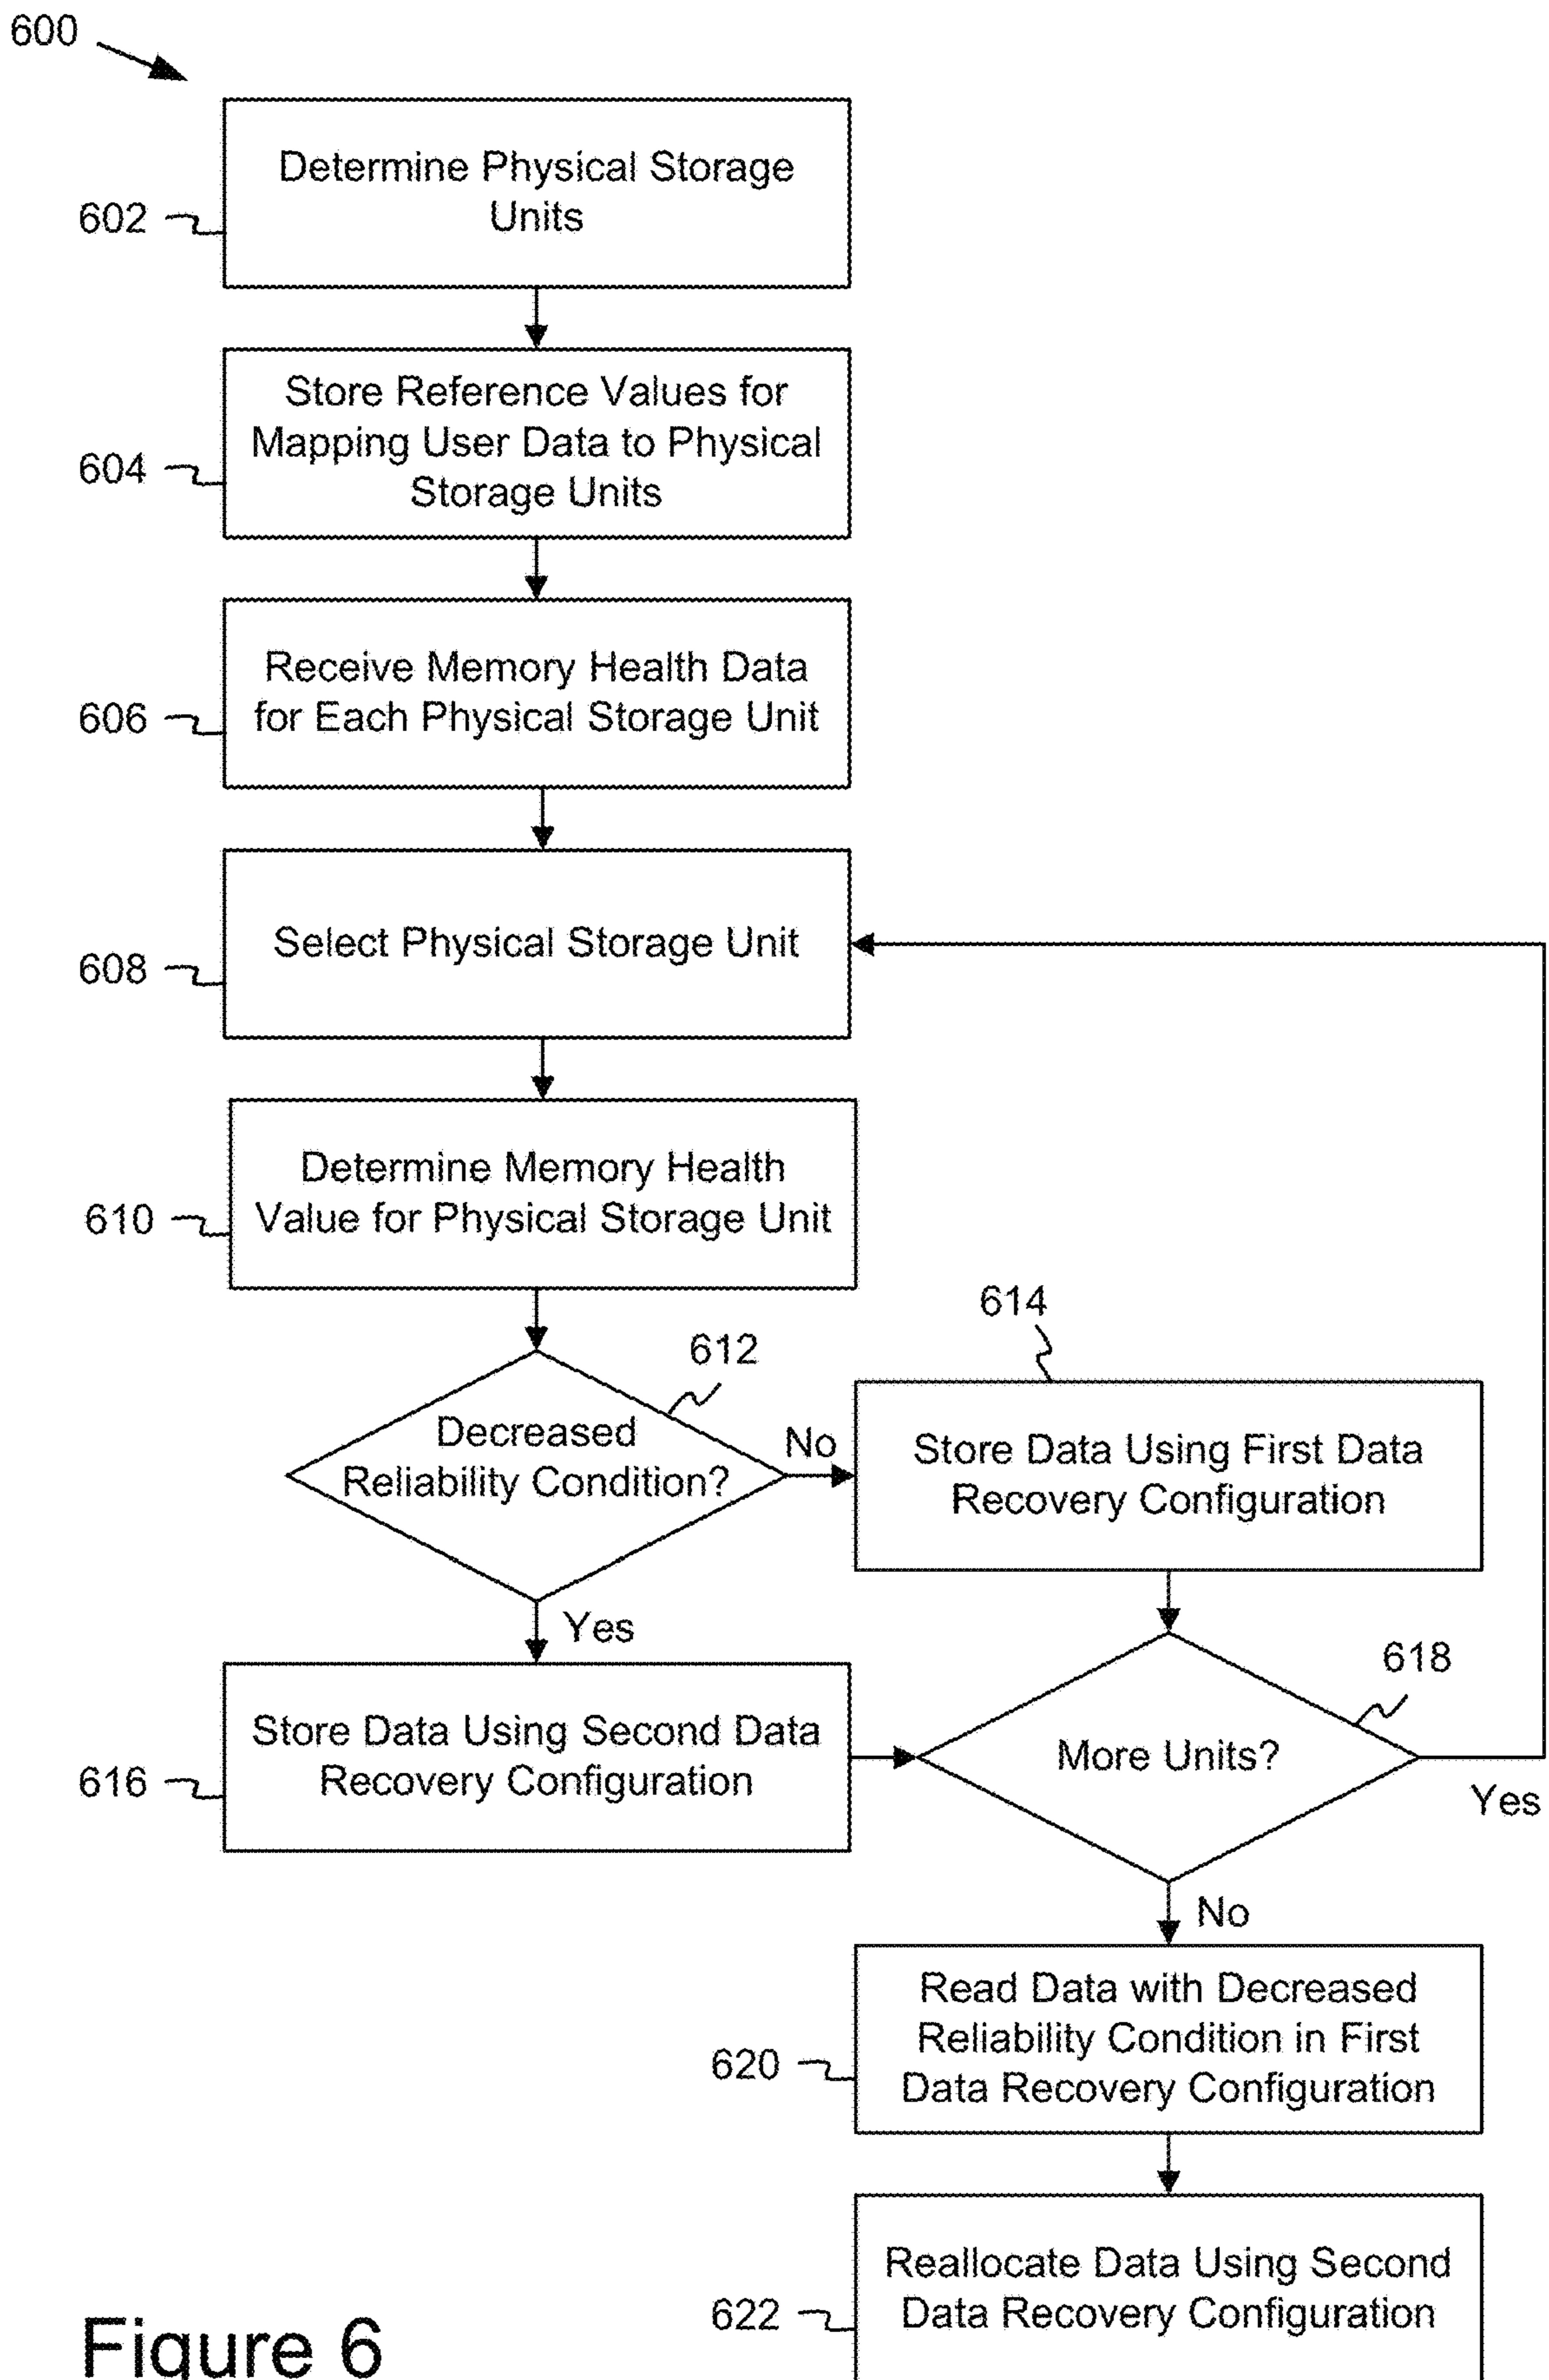 600
Determine Physical Storage
Units
602
Store Reference Values for
Mapping User Data to Physical
Storage Units
604
Receive Memory Health Data
for Each Physical Storage Unit
606
Select Physical Storage Unit
608
Determine Memory Health
Value for Physical Storage Unit
610
612
Decreased
Reliability Condition?
No
614
Store Data Using First Data
Recovery Configuration
Yes
616
Store Data Using Second Data
Recovery Configuration
618
More Units?
Yes
No
Read Data with Decreased
Reliability Condition in First
Data Recovery Configuration
620
Reallocate Data Using Second
Data Recovery Configuration
622
Figure 6